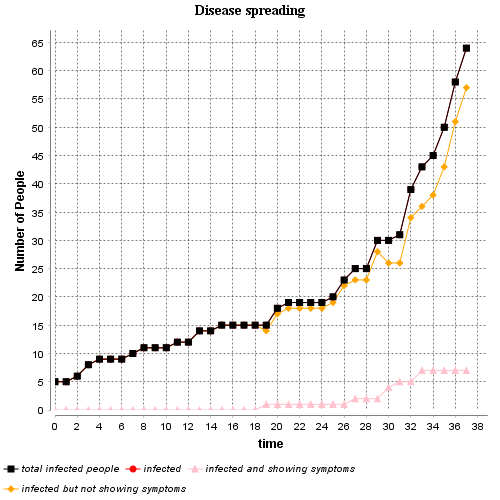 Disease spreading
Number of People
65
60
55
50
45
40
35
30
25
20
15
10
5
0
0 2 4 6 8 10 12 14 16 18 20 22 24 26 28 30 32 34 36 38
time
total infected people infected infected and showing symptoms
infected but not showing symptoms